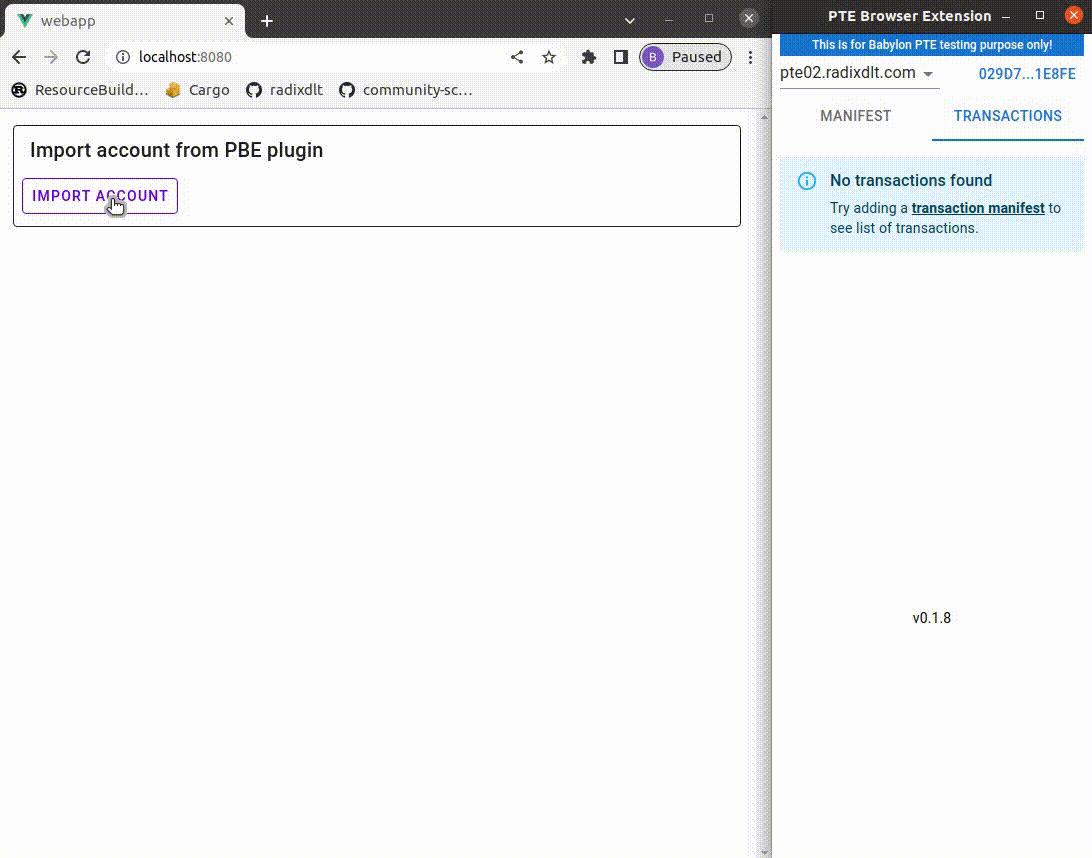 webapp
localhost:8080
B Paused
ResourceBuild... Cargo radixdlt community-sc...
Import account from PBE plugin
IMPORT ACCOUNT
PTE Browser Extension
This is for Babylon PTE testing purpose only!
pte02.radixdlt.com 029D7...1E8FE
MANIFEST TRANSACTIONS
No transactions found
Try adding a transaction manifest to
see list of transactions.
v0.1.8